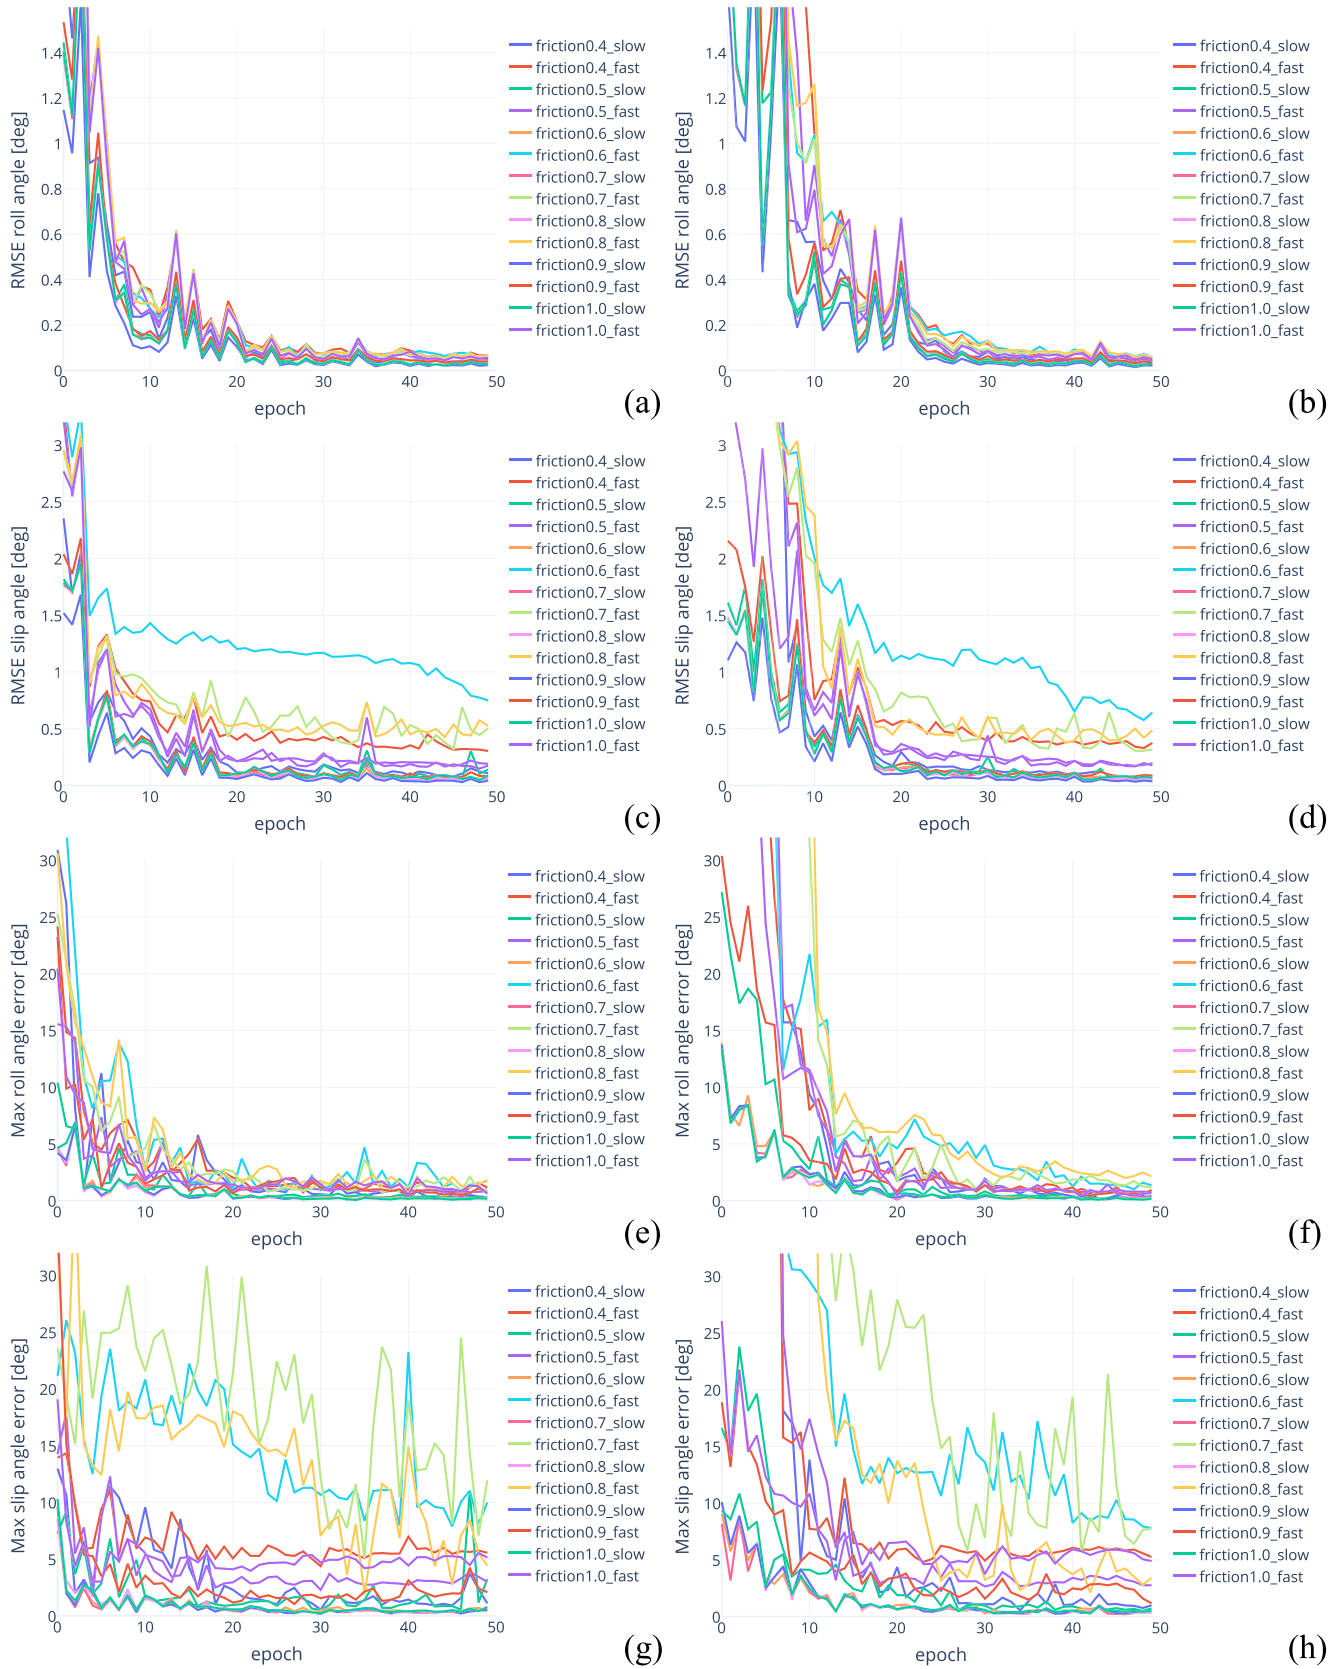 RMSE roll angle [deg]
1.4
1.2
1
0.8
0.6
0.4
0.2
0
0 10 20 30 40 50
epoch
friction0.4_slow
friction0.4_fast
friction0.5_slow
friction0.5_fast
friction0.6_slow
friction0.6_fast
friction0.7_slow
friction0.7_fast
friction0.8_slow
friction0.8_fast
friction0.9_slow
friction0.9_fast
friction1.0_slow
friction1.0_fast
(a)
RMSE roll angle [deg]
1.4
1.2
1
0.8
0.6
0.4
0.2
0
0 10 20 30 40 50
epoch
friction0.4_slow
friction0.4_fast
friction0.5_slow
friction0.5_fast
friction0.6_slow
friction0.6_fast
friction0.7_slow
friction0.7_fast
friction0.8_slow
friction0.8_fast
friction0.9_slow
friction0.9_fast
friction1.0_slow
friction1.0_fast
(b)
RMSE slip angle [deg]
3
2.5
2
1.5
1
0.5
0
0 10 20 30 40 50
epoch
friction0.4_slow
friction0.4_fast
friction0.5_slow
friction0.5_fast
friction0.6_slow
friction0.6_fast
friction0.7_slow
friction0.7_fast
friction0.8_slow
friction0.8_fast
friction0.9_slow
friction0.9_fast
friction1.0_slow
friction1.0_fast
(c)
RMSE slip angle [deg]
3
2.5
2
1.5
1
0.5
0
0 10 20 30 40 50
epoch
friction0.4_slow
friction0.4_fast
friction0.5_slow
friction0.5_fast
friction0.6_slow
friction0.6_fast
friction0.7_slow
friction0.7_fast
friction0.8_slow
friction0.8_fast
friction0.9_slow
friction0.9_fast
friction1.0_slow
friction1.0_fast
(d)
Max roll angle error [deg]
30
25
20
15
10
5
0
0 10 20 30 40 50
epoch
friction0.4_slow
friction0.4_fast
friction0.5_slow
friction0.5_fast
friction0.6_slow
friction0.6_fast
friction0.7_slow
friction0.7_fast
friction0.8_slow
friction0.8_fast
friction0.9_slow
friction0.9_fast
friction1.0_slow
friction1.0_fast
(e)
Max roll angle error [deg]
30
25
20
15
10
5
0
0 10 20 30 40 50
epoch
friction0.4_slow
friction0.4_fast
friction0.5_slow
friction0.5_fast
friction0.6_slow
friction0.6_fast
friction0.7_slow
friction0.7_fast
friction0.8_slow
friction0.8_fast
friction0.9_slow
friction0.9_fast
friction1.0_slow
friction1.0_fast
(f)
Max slip angle error [deg]
30
25
20
15
10
5
0
0 10 20 30 40 50
epoch
friction0.4_slow
friction0.4_fast
friction0.5_slow
friction0.5_fast
friction0.6_slow
friction0.6_fast
friction0.7_slow
friction0.7_fast
friction0.8_slow
friction0.8_fast
friction0.9_slow
friction0.9_fast
friction1.0_slow
friction1.0_fast
(g)
Max slip angle error [deg]
30
25
20
15
10
5
0
0 10 20 30 40 50
epoch
friction0.4_slow
friction0.4_fast
friction0.5_slow
friction0.5_fast
friction0.6_slow
friction0.6_fast
friction0.7_slow
friction0.7_fast
friction0.8_slow
friction0.8_fast
friction0.9_slow
friction0.9_fast
friction1.0_slow
friction1.0_fast
(h)